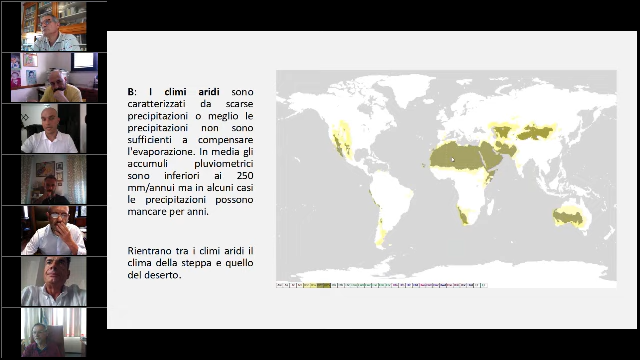 B: I climi aridi sono
caratterizzati da scarse
precipitazioni o meglio le
precipitazioni non sono
sufficienti a compensare
l'evaporazione. In media gli
accumuli pluviometrici
sono inferiori ai 250
mm/annui ma in alcuni casi
le precipitazioni possono
mancare per anni.
Rientrano tra i climi aridi il
clima della steppa e quello
del deserto.